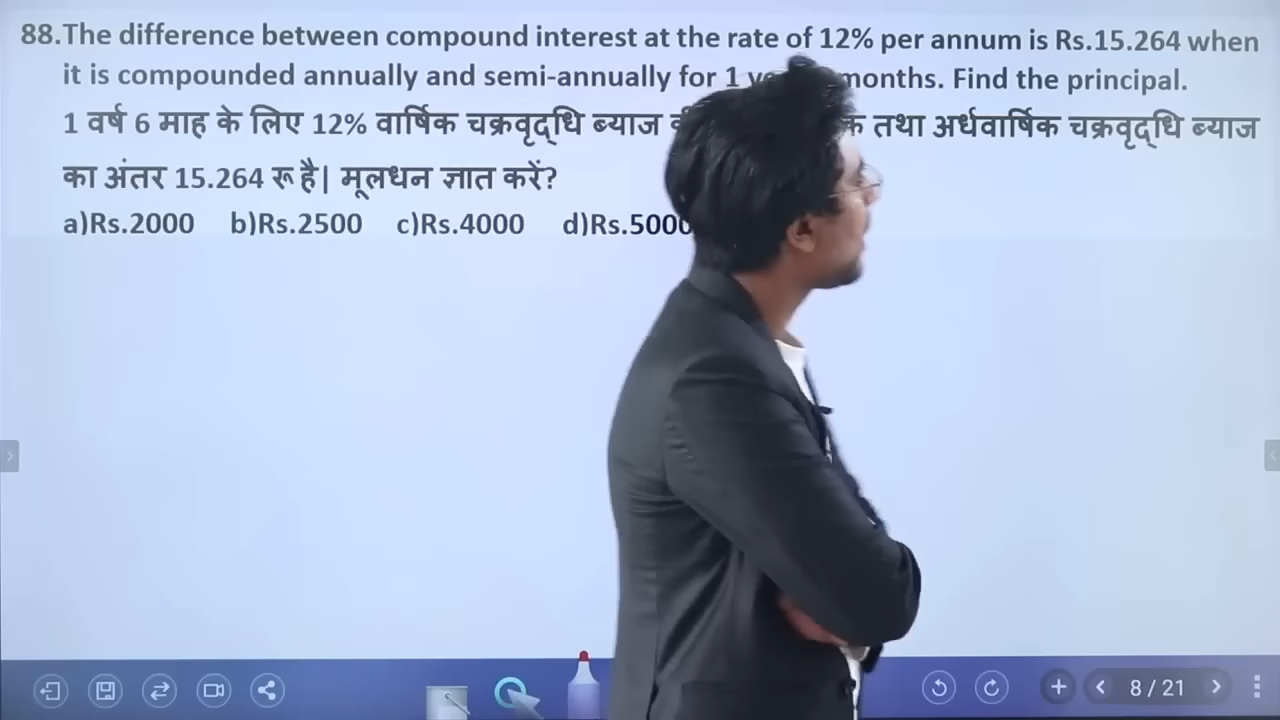 88.The difference between compound interest at the rate of 12% per annum is Rs.15.264 when
it is compounded annually and semi-annually for 1 months. Find the principal.
1 वर्ष 6 माह के लिए 12% वार्षिक चक्रवृद्धि ब्याज तथा अर्धवार्षिक चक्रवृद्धि ब्याज
का अंतर 15.264 रू है| मूलधन ज्ञात करें?
a)Rs.2000 b)Rs.2500 c)Rs.4000 d)Rs.5000
8 / 21